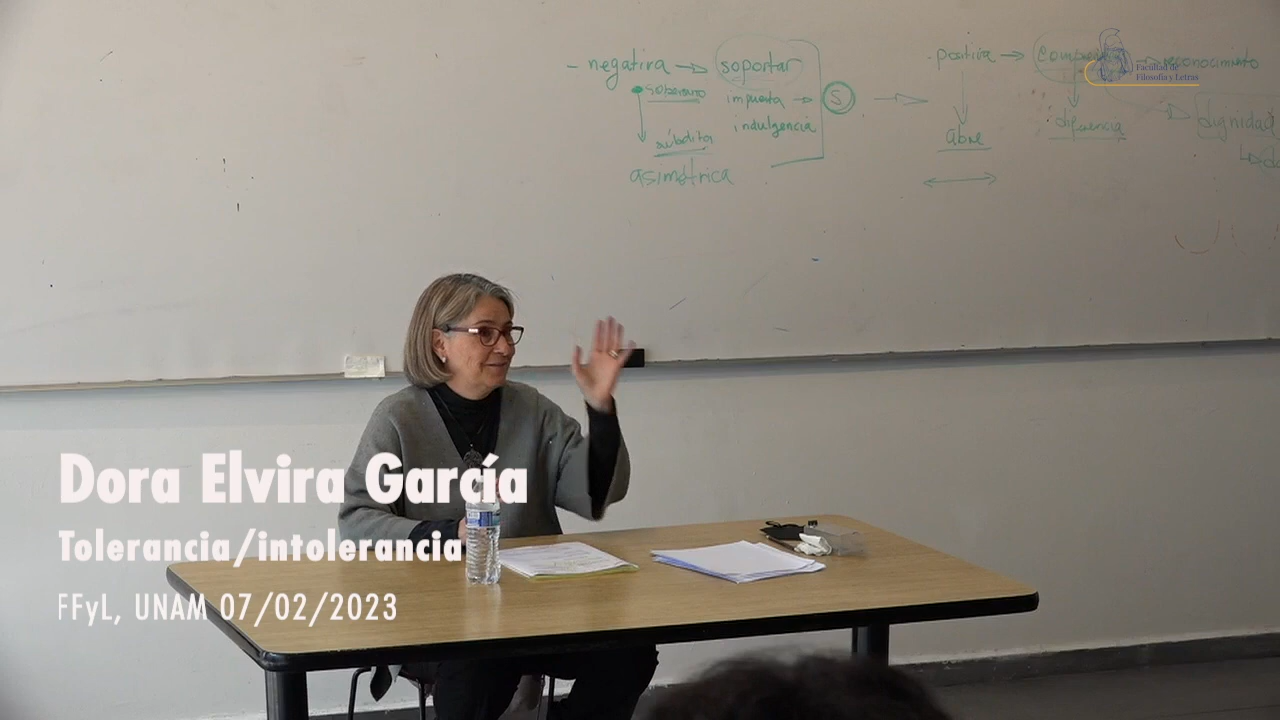 - negativa → soportar
soberano
impuesta →
S
indulgencia
súbdito
asimétrica
positiva →
→ reconocimiento
abre
diferencia
dignidad
Facultad de
Filosofía y Letras
Dora Elvira García
Tolerancia/intolerancia
FFyL, UNAM 07/02/2023